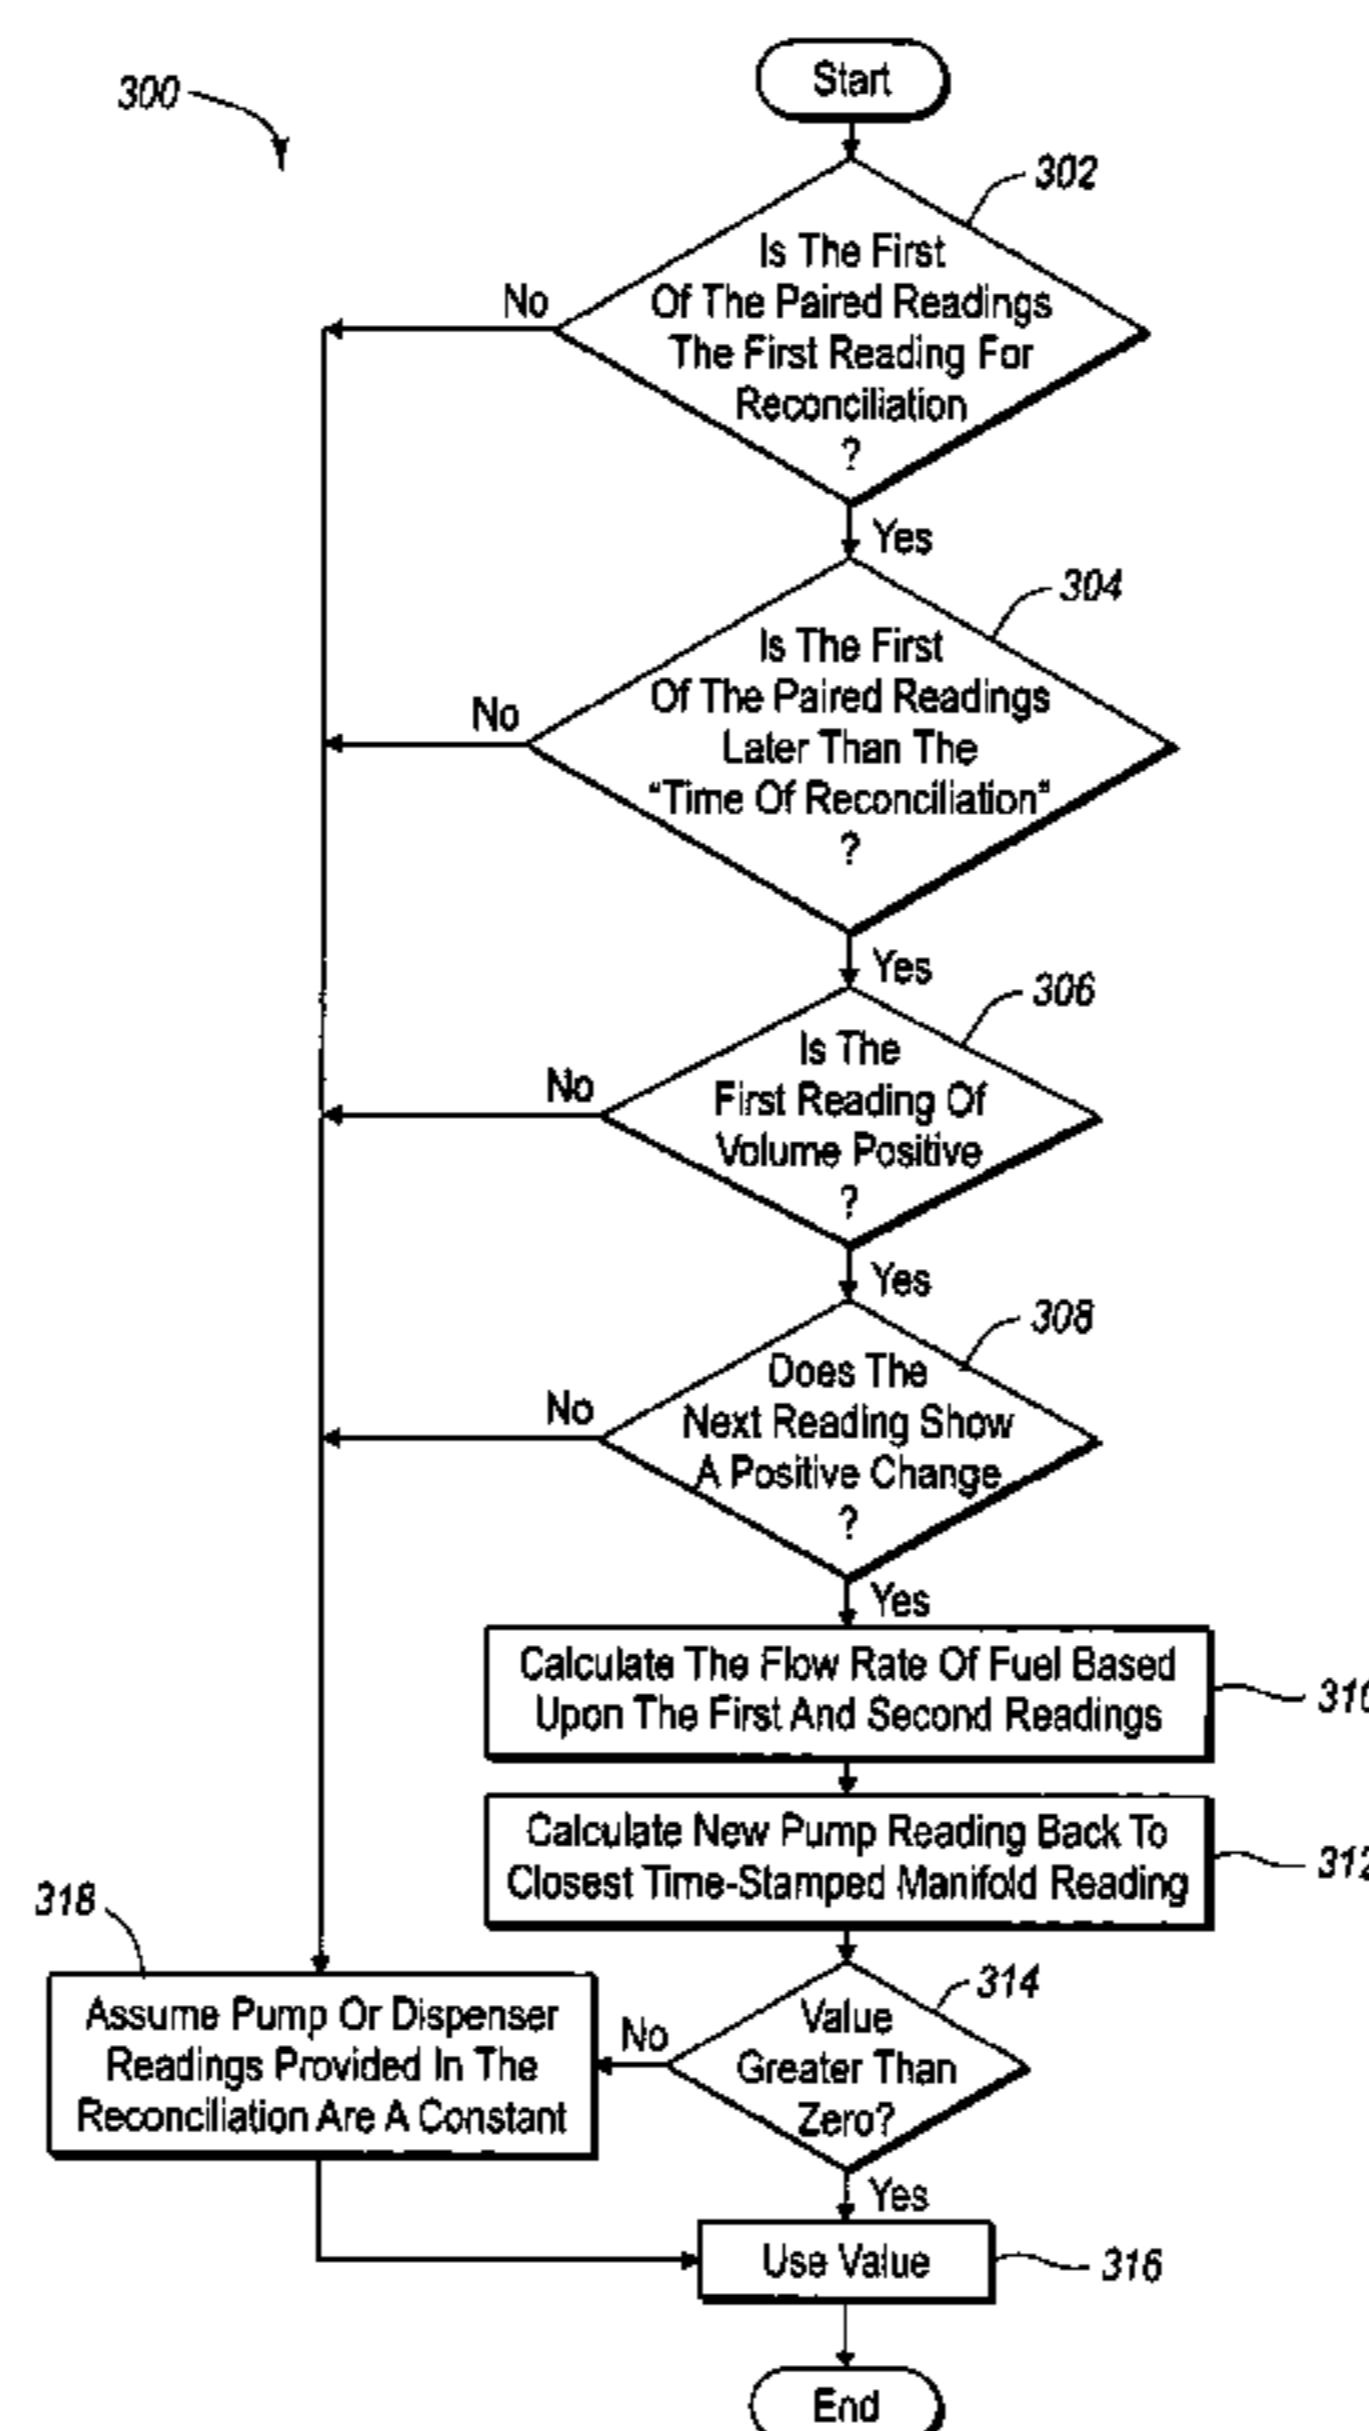 Start
300
302
Is The First
Of The Paired Readings
The First Reading For
Reconciliation
?
No
Yes
304
Is The First
Of The Paired Readings
Later Than The
"Time Of Reconciliation"
?
No
Yes
306
Is The
First Reading Of
Volume Positive
?
No
Yes
308
Does The
Next Reading Show
A Positive Change
?
No
Yes
Calculate The Flow Rate Of Fuel Based
Upon The First And Second Readings
310
Calculate New Pump Reading Back To
Closest Time-Stamped Manifold Reading
312
318
Assume Pump Or Dispenser
Readings Provided In The
Reconciliation Are A Constant
314
Value
Greater Than
Zero?
No
Yes
Use Value
316
End